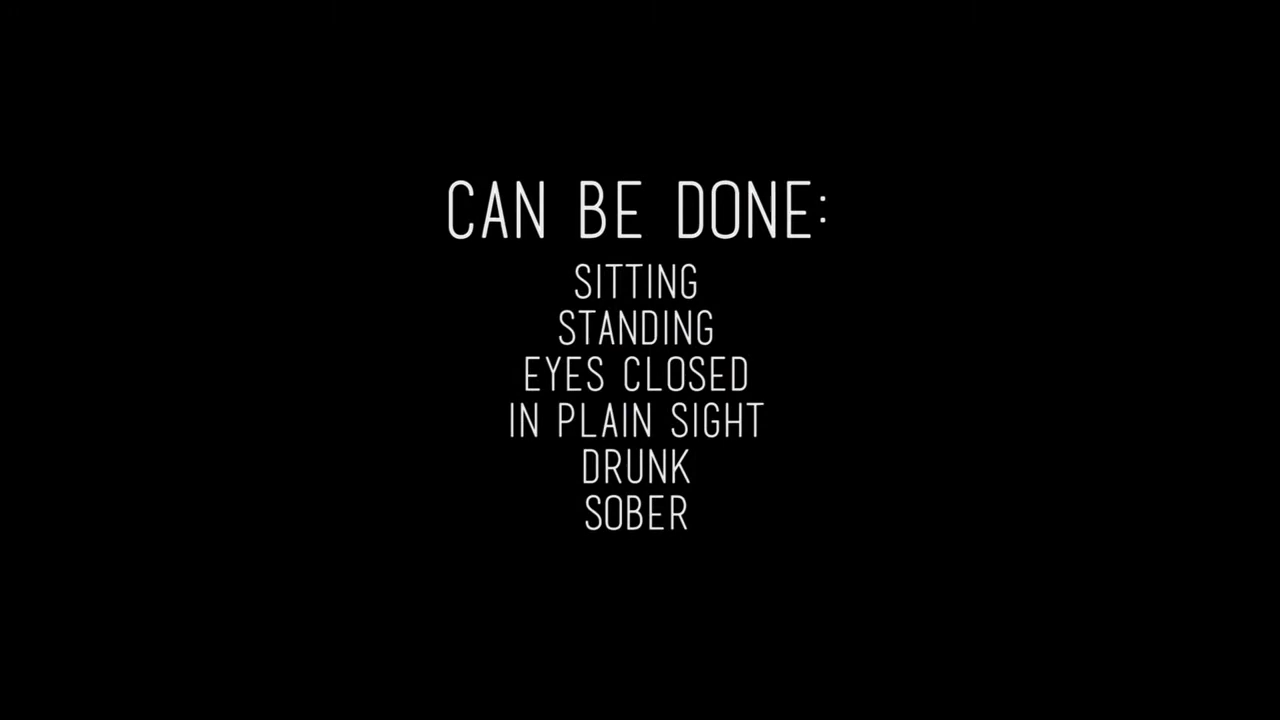 CAN BE DONE:
SITTING
STANDING
EYES CLOSED
IN PLAIN SIGHT
DRUNK
SOBER